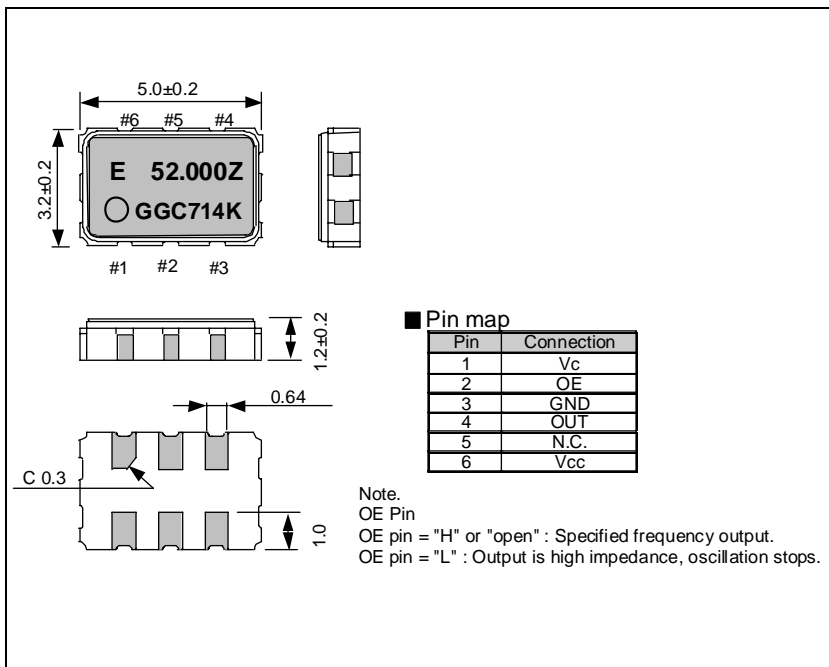 5.0±0.2
#6 #5 #4
3.2±0.2
E 52.000Z
GGC714K
#1 #2 #3
1.2±0.2
0.64
C 0.3
1.0
■ Pin map
Pin Connection
1 Vc
2 OE
3 GND
4 OUT
5 N.C.
6 Vcc
Note.
OE Pin
OE pin = "H" or "open" : Specified frequency output.
OE pin = "L" : Output is high impedance, oscillation stops.